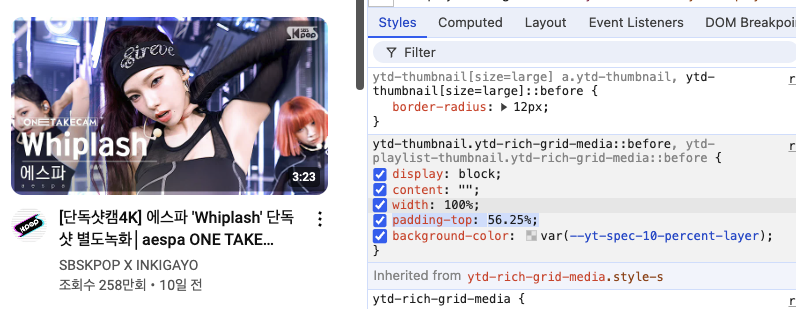 SBS Kpop
gireve
ONE TAKE CAM
Whiplash
에스파
aespa
3:23
Kpop
[단독샷캠4K] 에스파 'Whiplash' 단독
샷 별도녹화│aespa ONE TAKE…
SBSKPOP X INKIGAYO
조회수 258만회 • 10일 전
Styles
Computed
Layout
Event Listeners
DOM Breakpoi
Filter
ytd-thumbnail[size=large] a.ytd-thumbnail, ytd-
thumbnail[size=large]::before {
border-radius: 12px;
}
ytd-thumbnail.ytd-rich-grid-media::before, ytd-
playlist-thumbnail.ytd-rich-grid-media::before {
display: block;
content: "";
width: 100%;
padding-top: 56.25%;
background-color: var(--yt-spec-10-percent-layer);
}
Inherited from ytd-rich-grid-media.style-s
ytd-rich-grid-media {